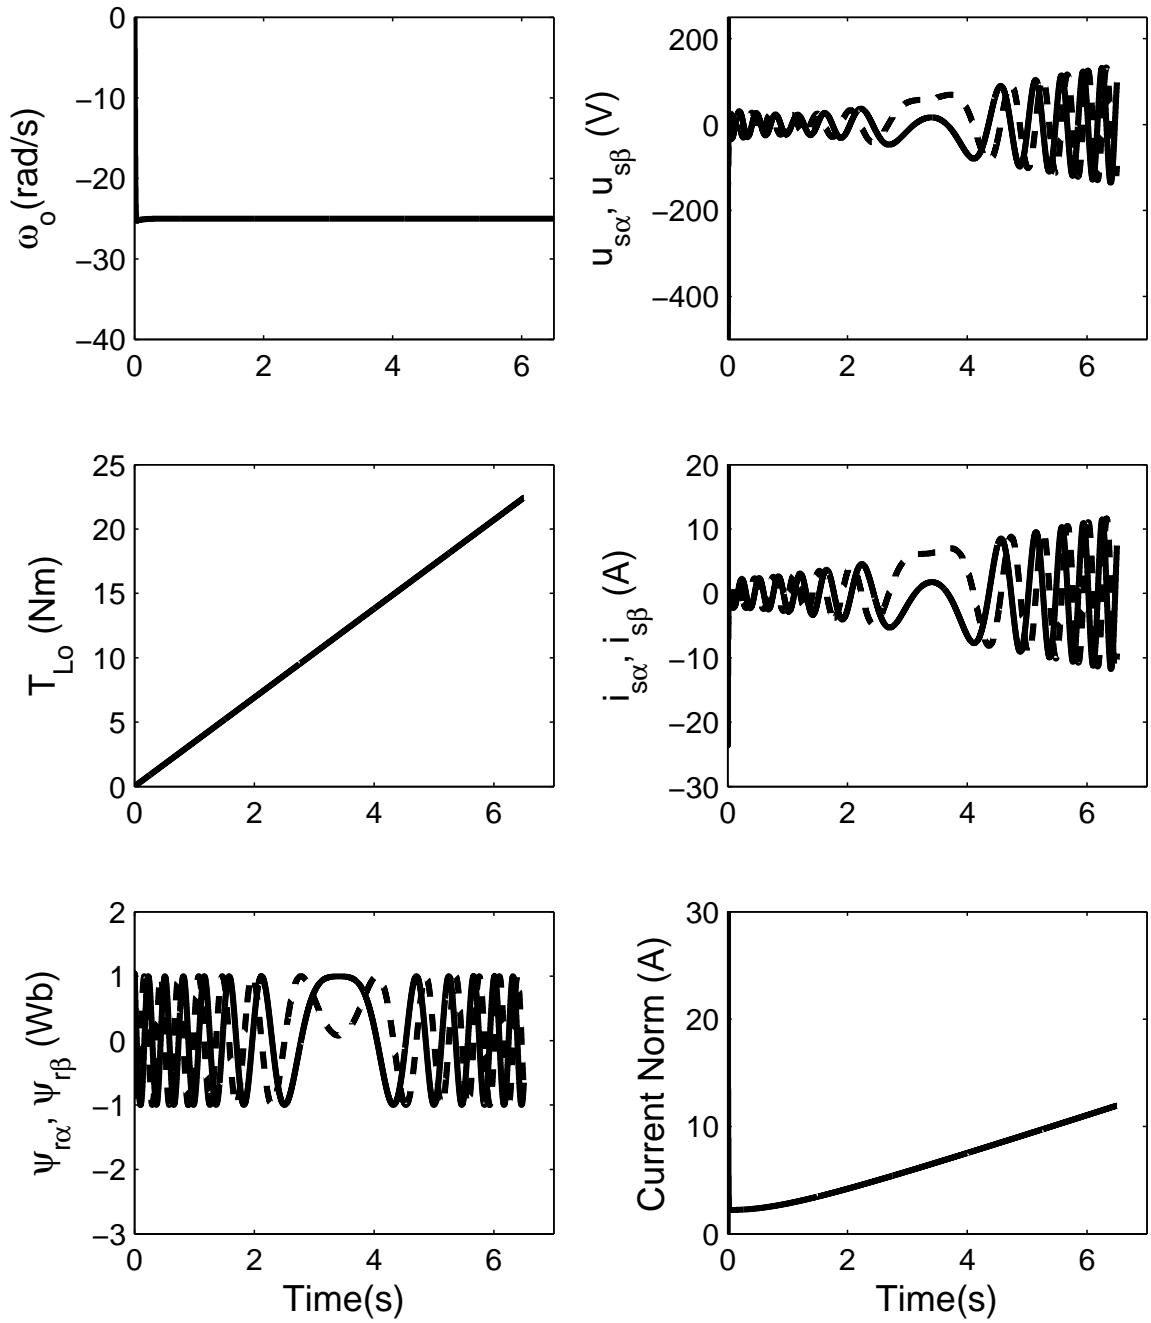 ω_o(rad/s)
0
−10
−20
−30
−40
0 2 4 6
u_sα, u_sβ (V)
200
0
−200
−400
0 2 4 6
T_Lo (Nm)
25
20
15
10
5
0
0 2 4 6
i_sα, i_sβ (A)
20
10
0
−10
−20
−30
0 2 4 6
ψ_rα, ψ_rβ (Wb)
2
1
0
−1
−2
−3
0 2 4 6
Time(s)
Current Norm (A)
30
20
10
0
0 2 4 6
Time(s)